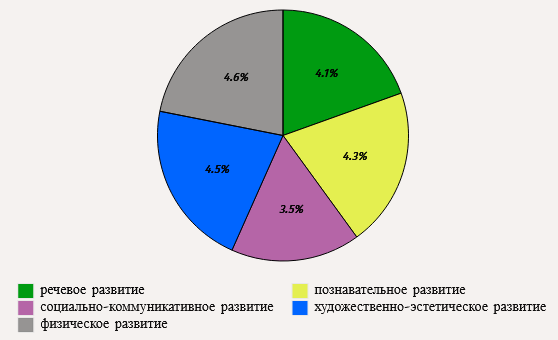 4.6%
4.1%
4.3%
4.5%
3.5%
речевое развитие
познавательное развитие
социально-коммуникативное развитие
художественно-эстетическое развитие
физическое развитие